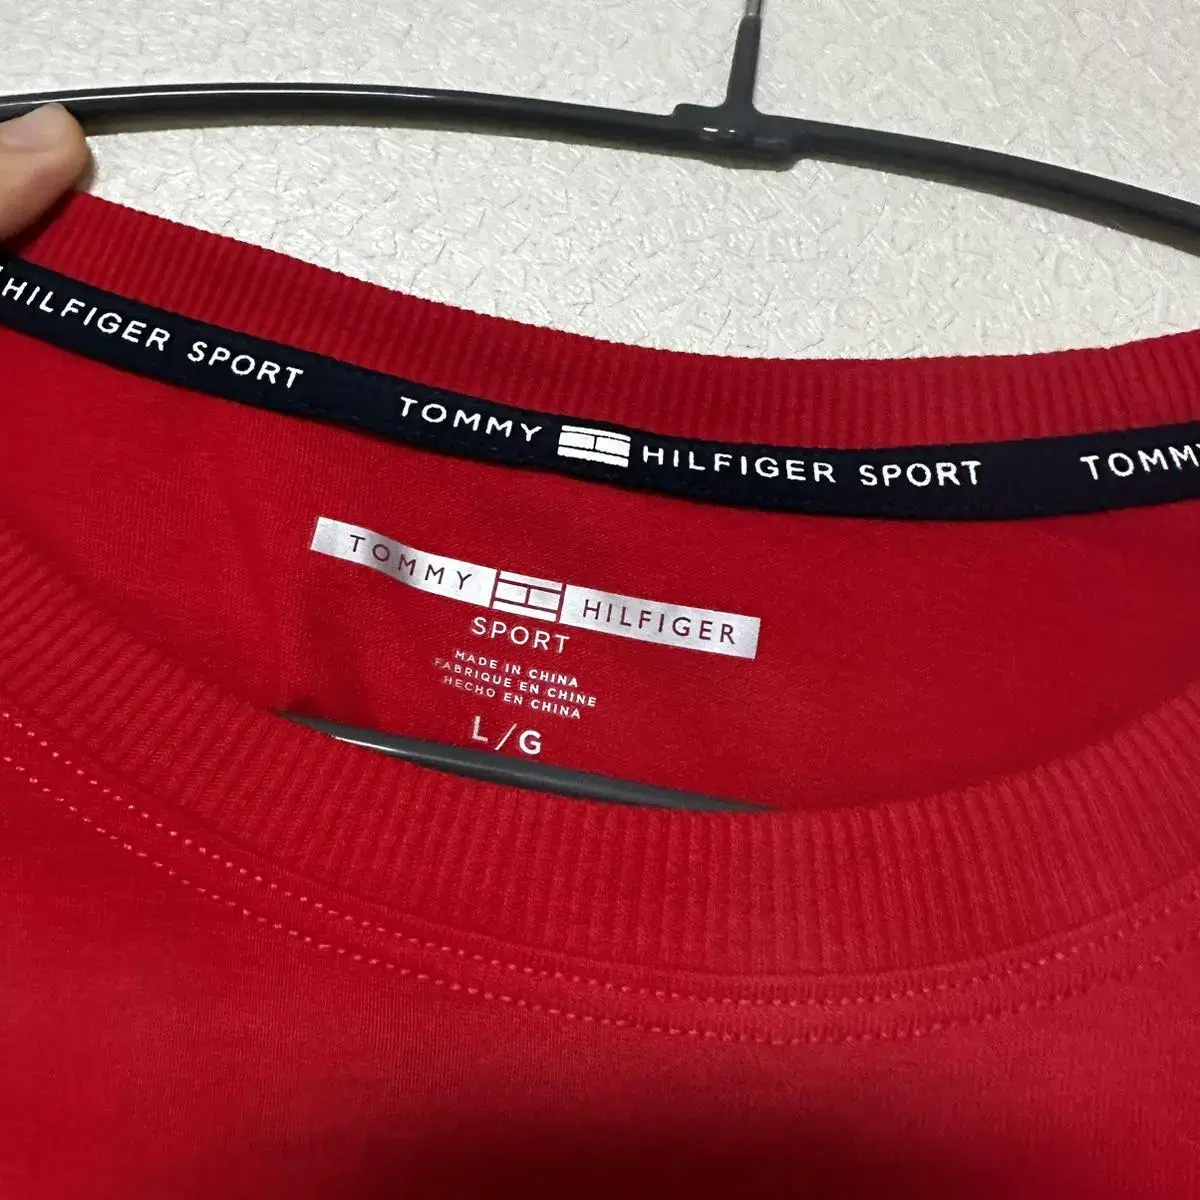 HILFIGER SPORT TOMMY HILFIGER SPORT TOMMY
TOMMY HILFIGER
SPORT
MADE IN CHINA
FABRIQUE EN CHINE
HECHO EN CHINA
L/G